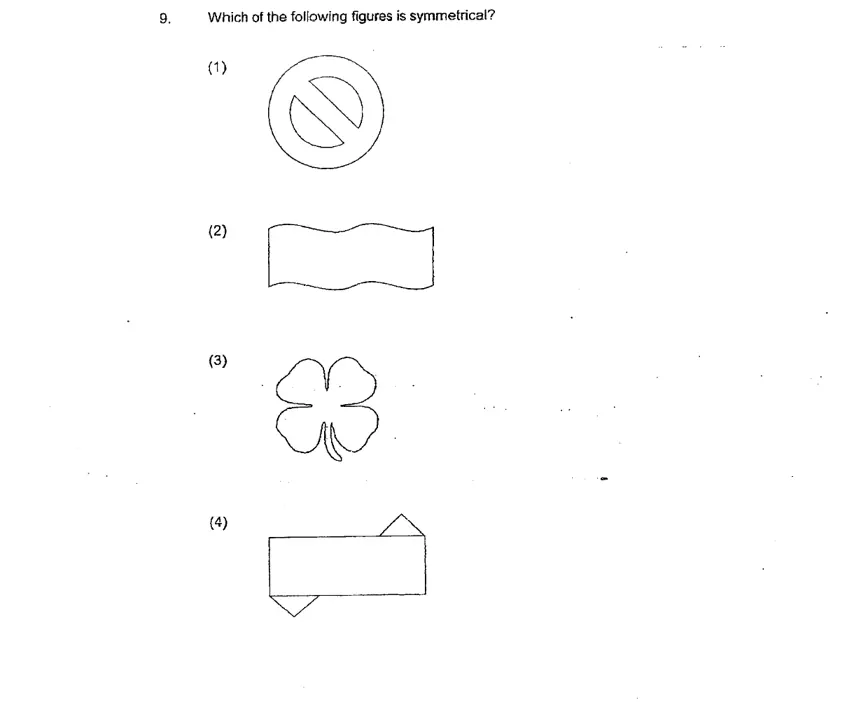 9. Which of the following figures is symmetrical?
(1)
(2)
(3)
(4)